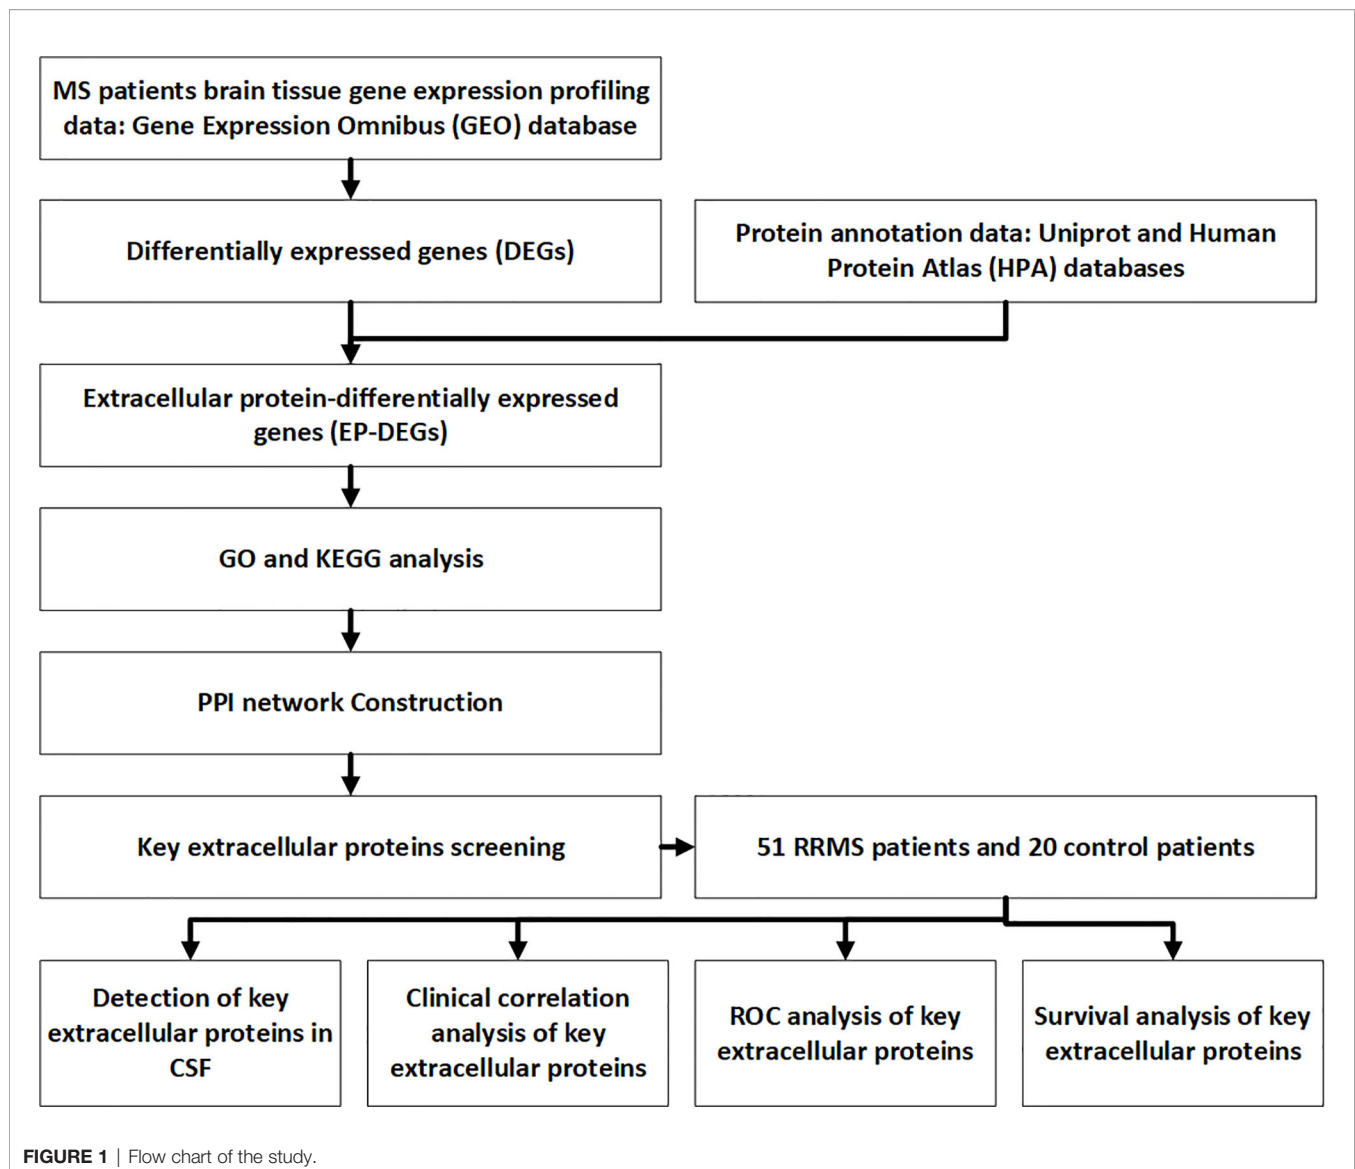 MS patients brain tissue gene expression profiling
data: Gene Expression Omnibus (GEO) database
Differentially expressed genes (DEGs)
Protein annotation data: Uniprot and Human
Protein Atlas (HPA) databases
Extracellular protein-differentially expressed
genes (EP-DEGs)
GO and KEGG analysis
PPI network Construction
Key extracellular proteins screening
51 RRMS patients and 20 control patients
Detection of key
extracellular proteins in
CSF
Clinical correlation
analysis of key
extracellular proteins
ROC analysis of key
extracellular proteins
Survival analysis of key
extracellular proteins
FIGURE 1 | Flow chart of the study.